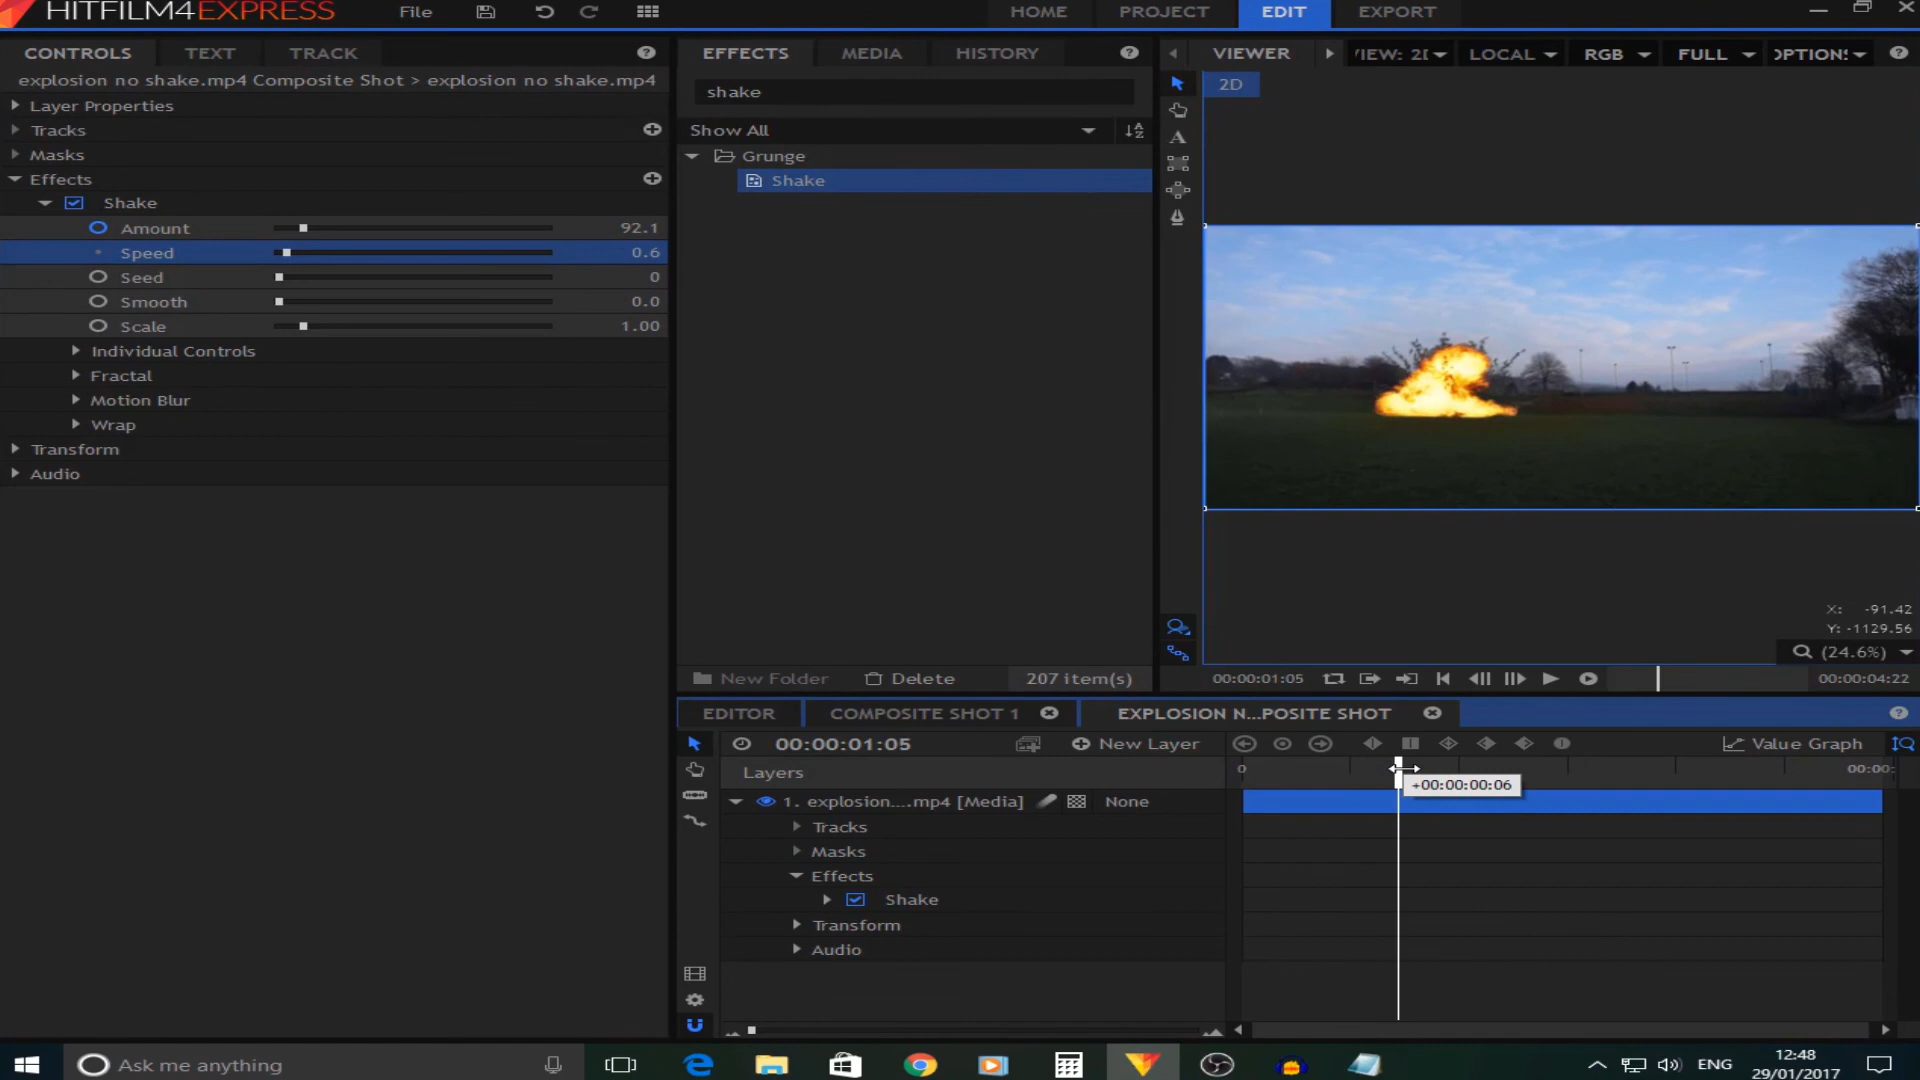 HITFILM4EXPRESS
File
HOME
PROJECT
EDIT
EXPORT
CONTROLS
TEXT
TRACK
explosion no shake.mp4 Composite Shot > explosion no shake.mp4
Layer Properties
Tracks
Masks
Effects
Shake
Amount 92.1
Speed 0.6
Seed 0
Smooth 0.0
Scale 1.00
Individual Controls
Fractal
Motion Blur
Wrap
Transform
Audio
EFFECTS
MEDIA
HISTORY
shake
Show All
Grunge
Shake
New Folder
Delete
207 item(s)
VIEWER
LOCAL
RGB
FULL
2D
X: -91.42
Y: -1129.56
(24.6%)
00:00:01:05
00:00:04:22
EDITOR
COMPOSITE SHOT 1
EXPLOSION N...POSITE SHOT
00:00:01:05
New Layer
Value Graph
Layers
0
00:00:
+00:00:00:06
1. explosion....mp4 [Media]
None
Tracks
Masks
Effects
Shake
Transform
Audio
Ask me anything
ENG
12:48
29/01/2017